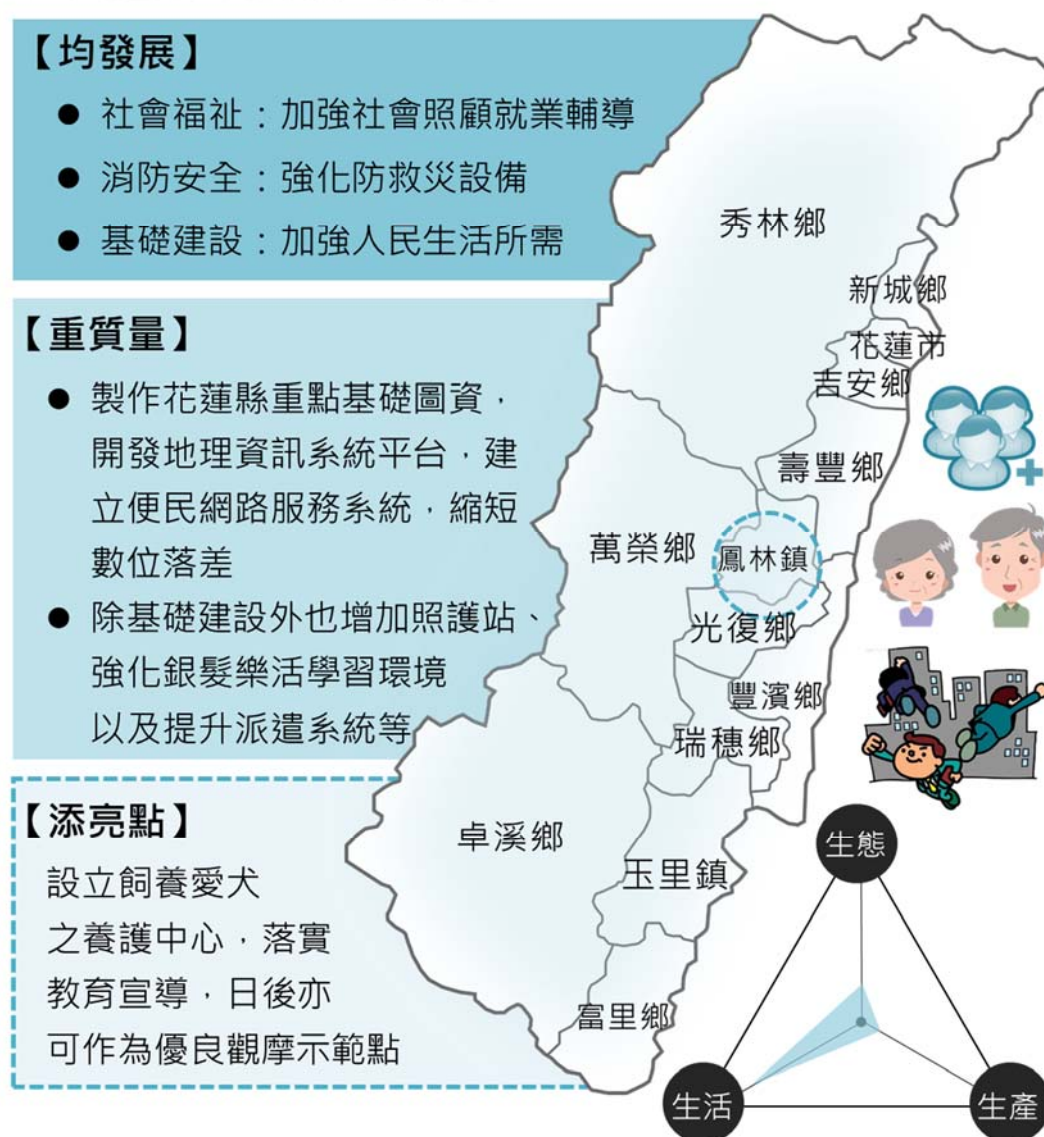 【均發展】
● 社會福祉：加強社會照顧就業輔導
● 消防安全：強化防救災設備
● 基礎建設：加強人民生活所需
【重質量】
● 製作花蓮縣重點基礎圖資，
開發地理資訊系統平台，建
立便民網路服務系統，縮短
數位落差
● 除基礎建設外也增加照護站、
強化銀髮樂活學習環境
以及提升派遣系統等
【添亮點】
設立飼養愛犬
之養護中心，落實
教育宣導，日後亦
可作為優良觀摩示範點
秀林鄉
新城鄉
花蓮市
吉安鄉
壽豐鄉
萬榮鄉
鳳林鎮
光復鄉
豐濱鄉
瑞穗鄉
卓溪鄉
玉里鎮
富里鄉
生態
生活
生產